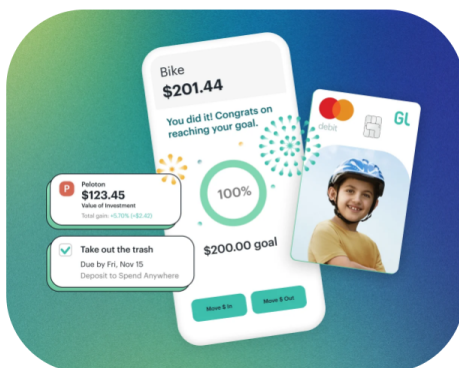 Bike
$201.44
You did it! Congrats on
reaching your goal.
100%
$200.00 goal
Move $ In
Move $ Out
P
Peloton
$123.45
Value of Investment
Total gain: +5.70% (+$2.42)
Take out the trash
Due by Fri, Nov 15
Deposit to Spend Anywhere
debit
GL